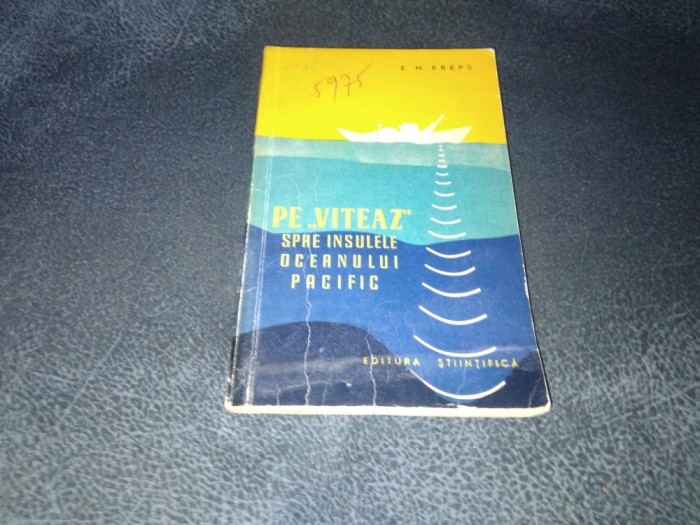 E. M. KREPS
5975
PE „VITEAZ"
SPRE INSULELE
OCEANULUI
PACIFIC
EDITURA ȘTIINȚIFICĂ